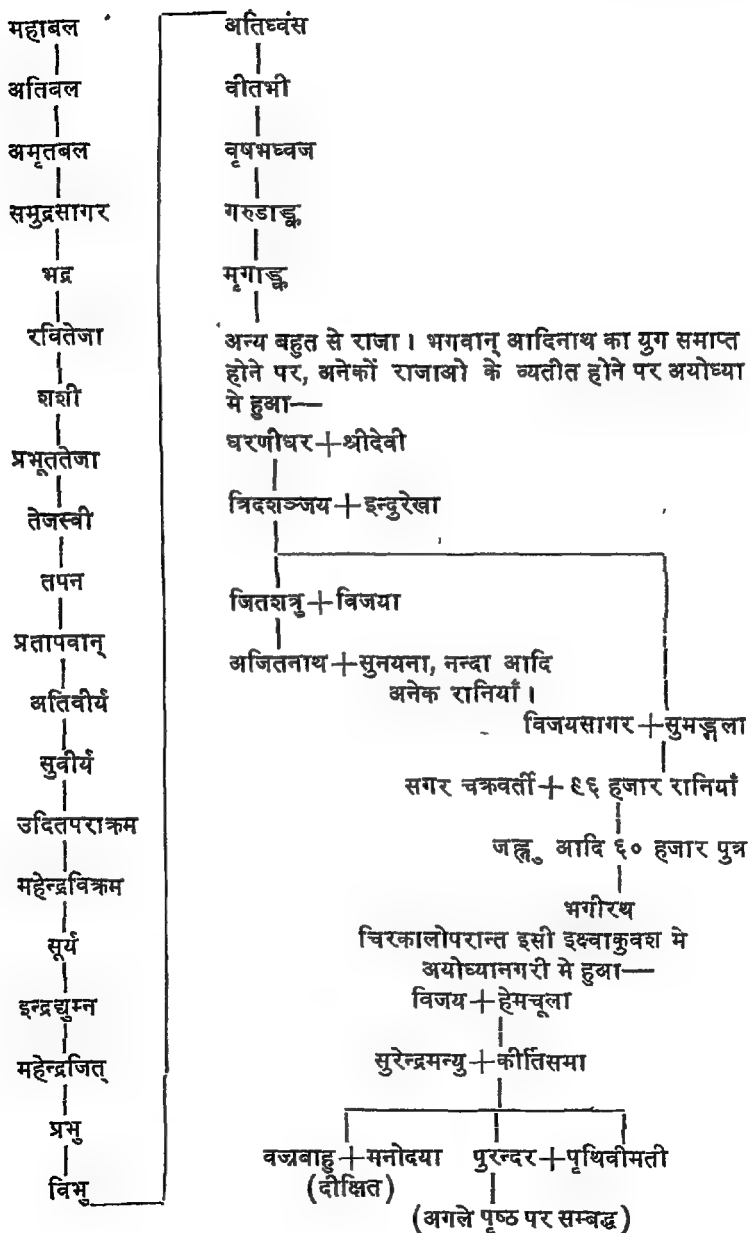 महाबल
अतिबल
अमृतबल
समुद्रसागर
भद्र
रवितेजा
शशी
प्रभूततेजा
तेजस्वी
तपन
प्रतापवान्
अतिवीर्य
सुवीर्य
उदितपराक्रम
महेन्द्रविक्रम
सूर्य
इन्द्रद्युम्न
महेन्द्रजित्
प्रभु
विभु
अतिध्वंस
वीतभी
वृषभध्वज
गरुडाङ्क
मृगाङ्क
अन्य बहुत से राजा । भगवान् आदिनाथ का युग समाप्त
होने पर, अनेकों राजाओ के व्यतीत होने पर अयोध्या
मे हुआ—
धरणीधर + श्रीदेवी
त्रिदशञ्जय + इन्दुरेखा
जितशत्रु + विजया
अजितनाथ + सुनयना, नन्दा आदि
अनेक रानियाँ ।
विजयसागर + सुमङ्गला
सगर चक्रवर्ती + ९६ हजार रानियाँ
जह्नु आदि ६० हजार पुत्र
भगीरथ
चिरकालोपरान्त इसी इक्ष्वाकुवश मे
अयोध्यानगरी मे हुआ—
विजय + हेमचूला
सुरेन्द्रमन्यु + कीर्तिसमा
वज्रबाहु + मनोदया पुरन्दर + पृथिवीमती
(दीक्षित)
(अगले पृष्ठ पर सम्बद्ध)